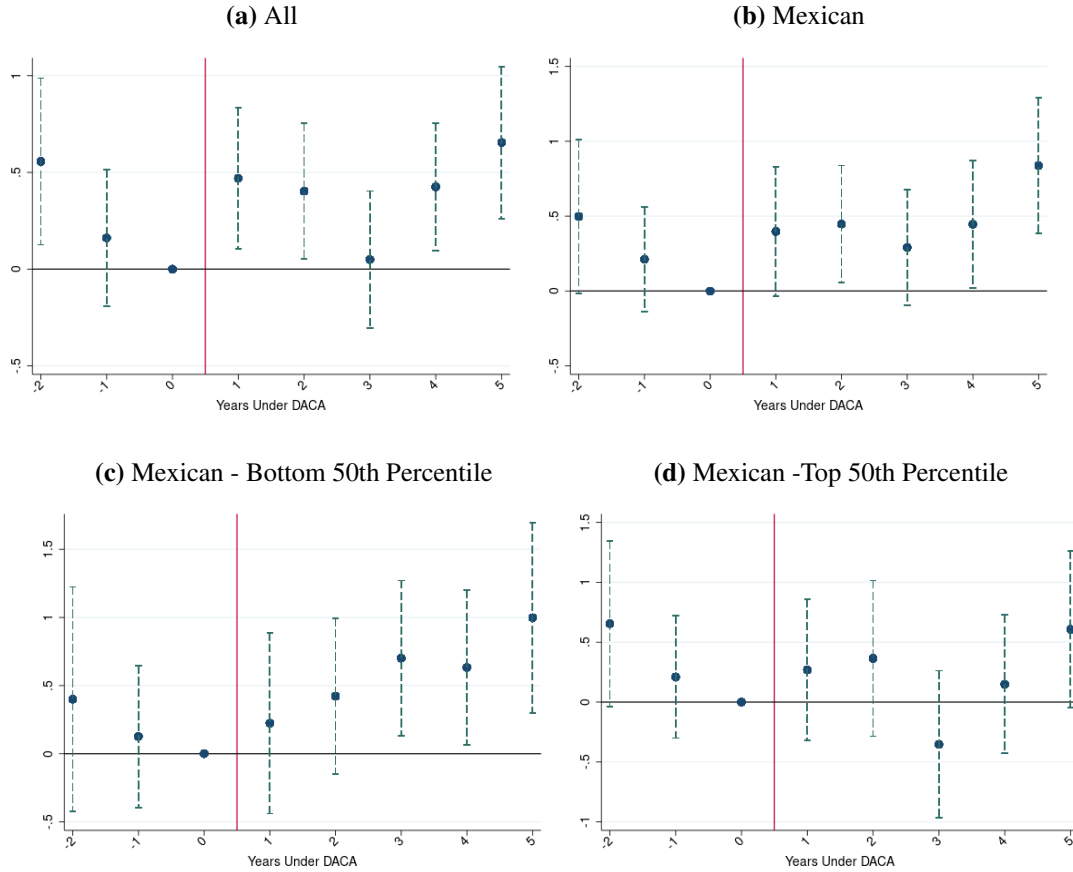 (a) All
1
.5
0
-.5
-2 -1 0 1 2 3 4 5
Years Under DACA
(b) Mexican
1.5
1
.5
0
-.5
-2 -1 0 1 2 3 4 5
Years Under DACA
(c) Mexican - Bottom 50th Percentile
1.5
1
.5
0
-.5
-2 -1 0 1 2 3 4 5
Years Under DACA
(d) Mexican -Top 50th Percentile
1.5
1
.5
0
-.5
-1
-2 -1 0 1 2 3 4 5
Years Under DACA